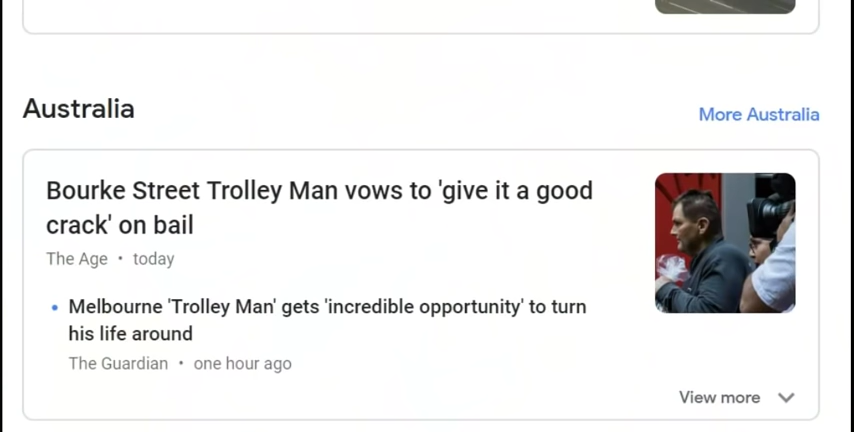 Australia
More Australia
Bourke Street Trolley Man vows to 'give it a good
crack' on bail
The Age • today
• Melbourne 'Trolley Man' gets 'incredible opportunity' to turn
his life around
The Guardian • one hour ago
View more